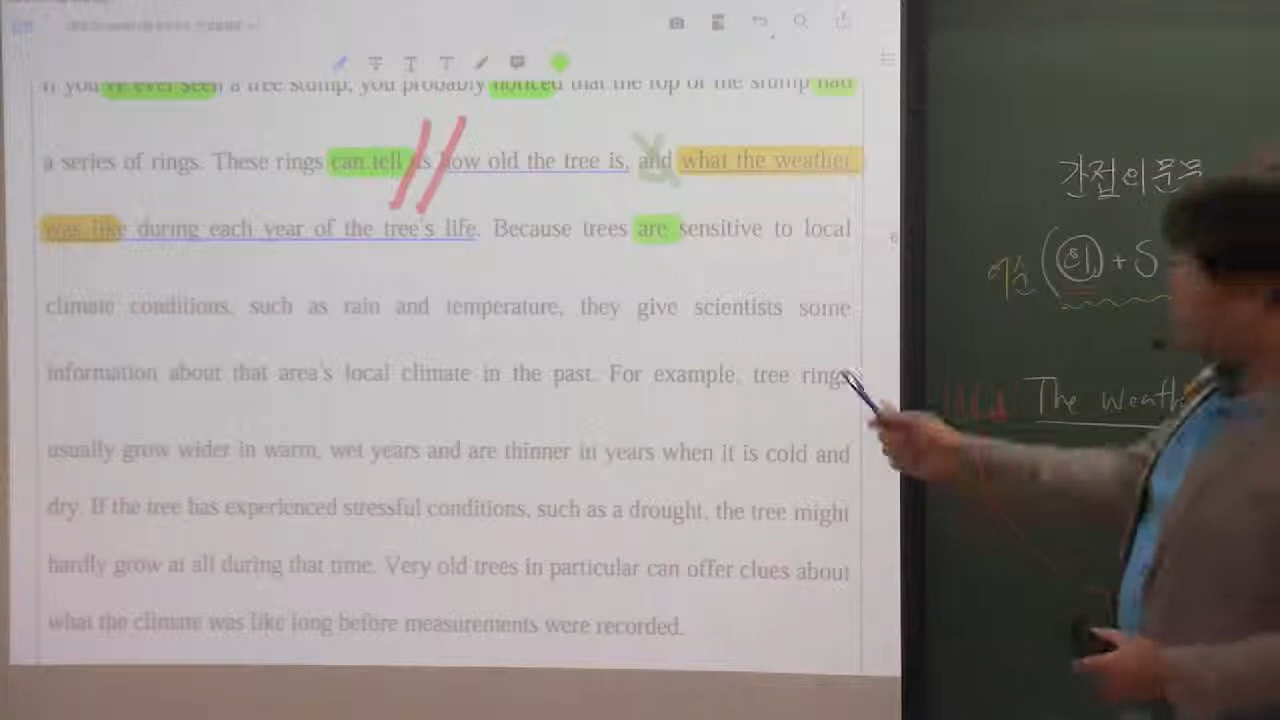 If you've ever seen a tree stump, you probably noticed that the top of the stump had
a series of rings. These rings can tell us how old the tree is, and what the weather
was like during each year of the tree's life. Because trees are sensitive to local
climate conditions, such as rain and temperature, they give scientists some
information about that area's local climate in the past. For example, tree rings
usually grow wider in warm, wet years and are thinner in years when it is cold and
dry. If the tree has experienced stressful conditions, such as a drought, the tree might
hardly grow at all during that time. Very old trees in particular can offer clues about
what the climate was like long before measurements were recorded.
6
간접의문문
어순 (의 + S
The weath